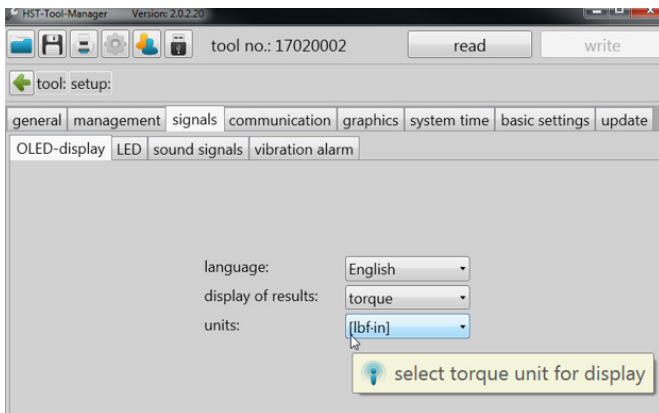 HST-Tool-Manager Version: 2.0.2.20
tool no.: 17020002 read write
tool: setup:
general management signals communication graphics system time basic settings update
OLED-display LED sound signals vibration alarm
language: English
display of results: torque
units: [lbf·in]
select torque unit for display